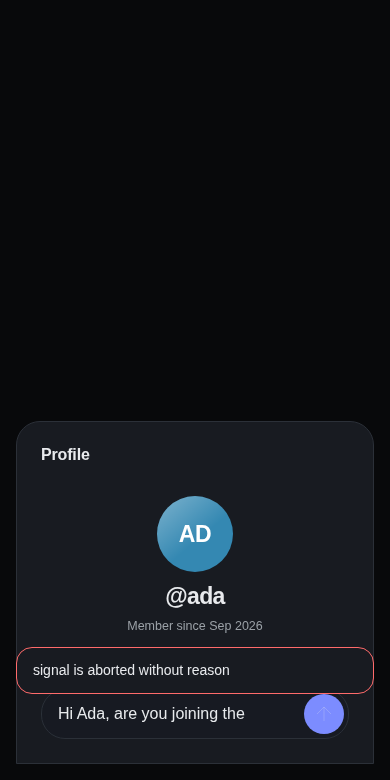 Profile
AD
@ada
Member since Sep 2026
signal is aborted without reason
Hi Ada, are you joining the